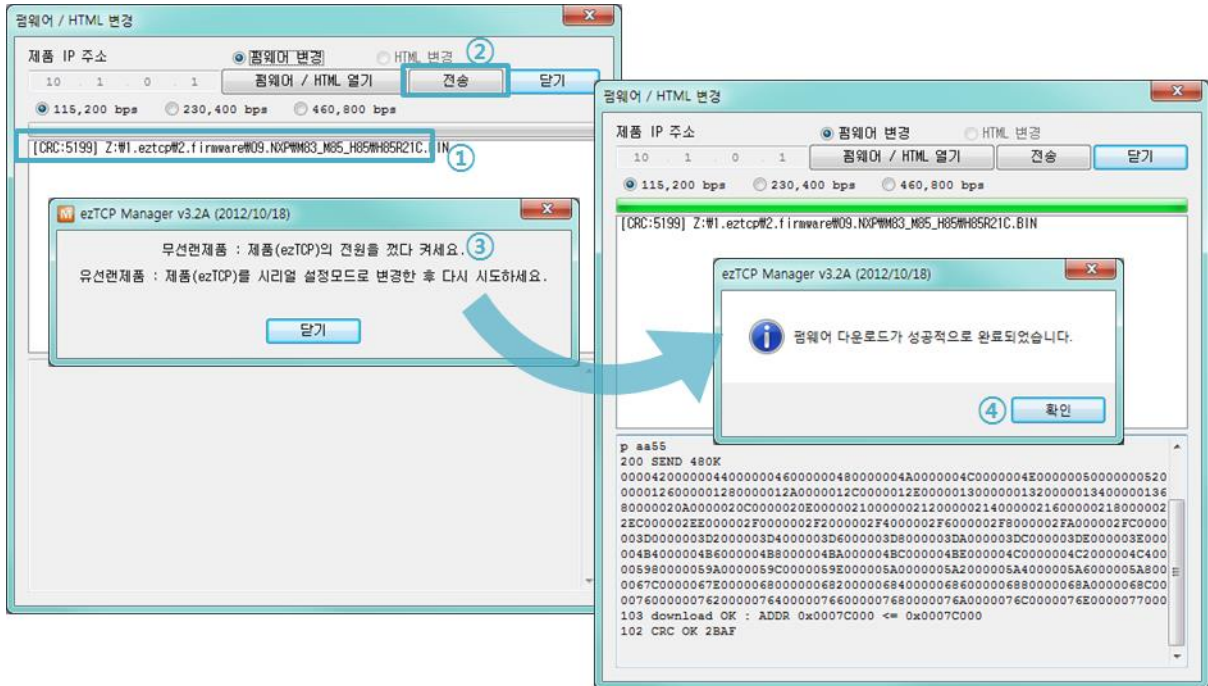 펌웨어 / HTML 변경
제품 IP 주소
펌웨어 변경
HTML 변경
②
10 . 1 . 0 . 1
펌웨어 / HTML 열기
전송
닫기
115,200 bps
230,400 bps
460,800 bps
[CRC:5199] Z:₩1.eztcp₩2.firmware₩09.NXP₩M83_M85_H85₩H85R21C.BIN
①
ezTCP Manager v3.2A (2012/10/18)
무선랜제품 : 제품(ezTCP)의 전원을 껐다 켜세요. ③
유선랜제품 : 제품(ezTCP)를 시리얼 설정모드로 변경한 후 다시 시도하세요.
닫기
펌웨어 / HTML 변경
제품 IP 주소
펌웨어 변경
HTML 변경
10 . 1 . 0 . 1
펌웨어 / HTML 열기
전송
닫기
115,200 bps
230,400 bps
460,800 bps
[CRC:5199] Z:₩1.eztcp₩2.firmware₩09.NXP₩M83_M85_H85₩H85R21C.BIN
ezTCP Manager v3.2A (2012/10/18)
펌웨어 다운로드가 성공적으로 완료되었습니다.
④ 확인
p aa55
200 SEND 480K
0000420000004400000046000000480000004A0000004C0000004E00000050000000520
0000126000001280000012A0000012C0000012E00000130000001320000013400000136
80000020A0000020C0000020E0000021000000212000002140000021600000218000002
2EC000002EE000002F0000002F2000002F4000002F6000002F8000002FA000002FC0000
003D0000003D2000003D4000003D6000003D8000003DA000003DC000003DE000003E000
004B4000004B6000004B8000004BA000004BC000004BE000004C0000004C2000004C400
00598000059A0000059C0000059E000005A0000005A2000005A4000005A6000005A800
0067C0000067E0000068000000682000006840000068600000688000068A0000068C00
00760000007620000076400000766000007680000076A0000076C0000076E0000077000
103 download OK : ADDR 0x0007C000 <= 0x0007C000
102 CRC OK 2BAF